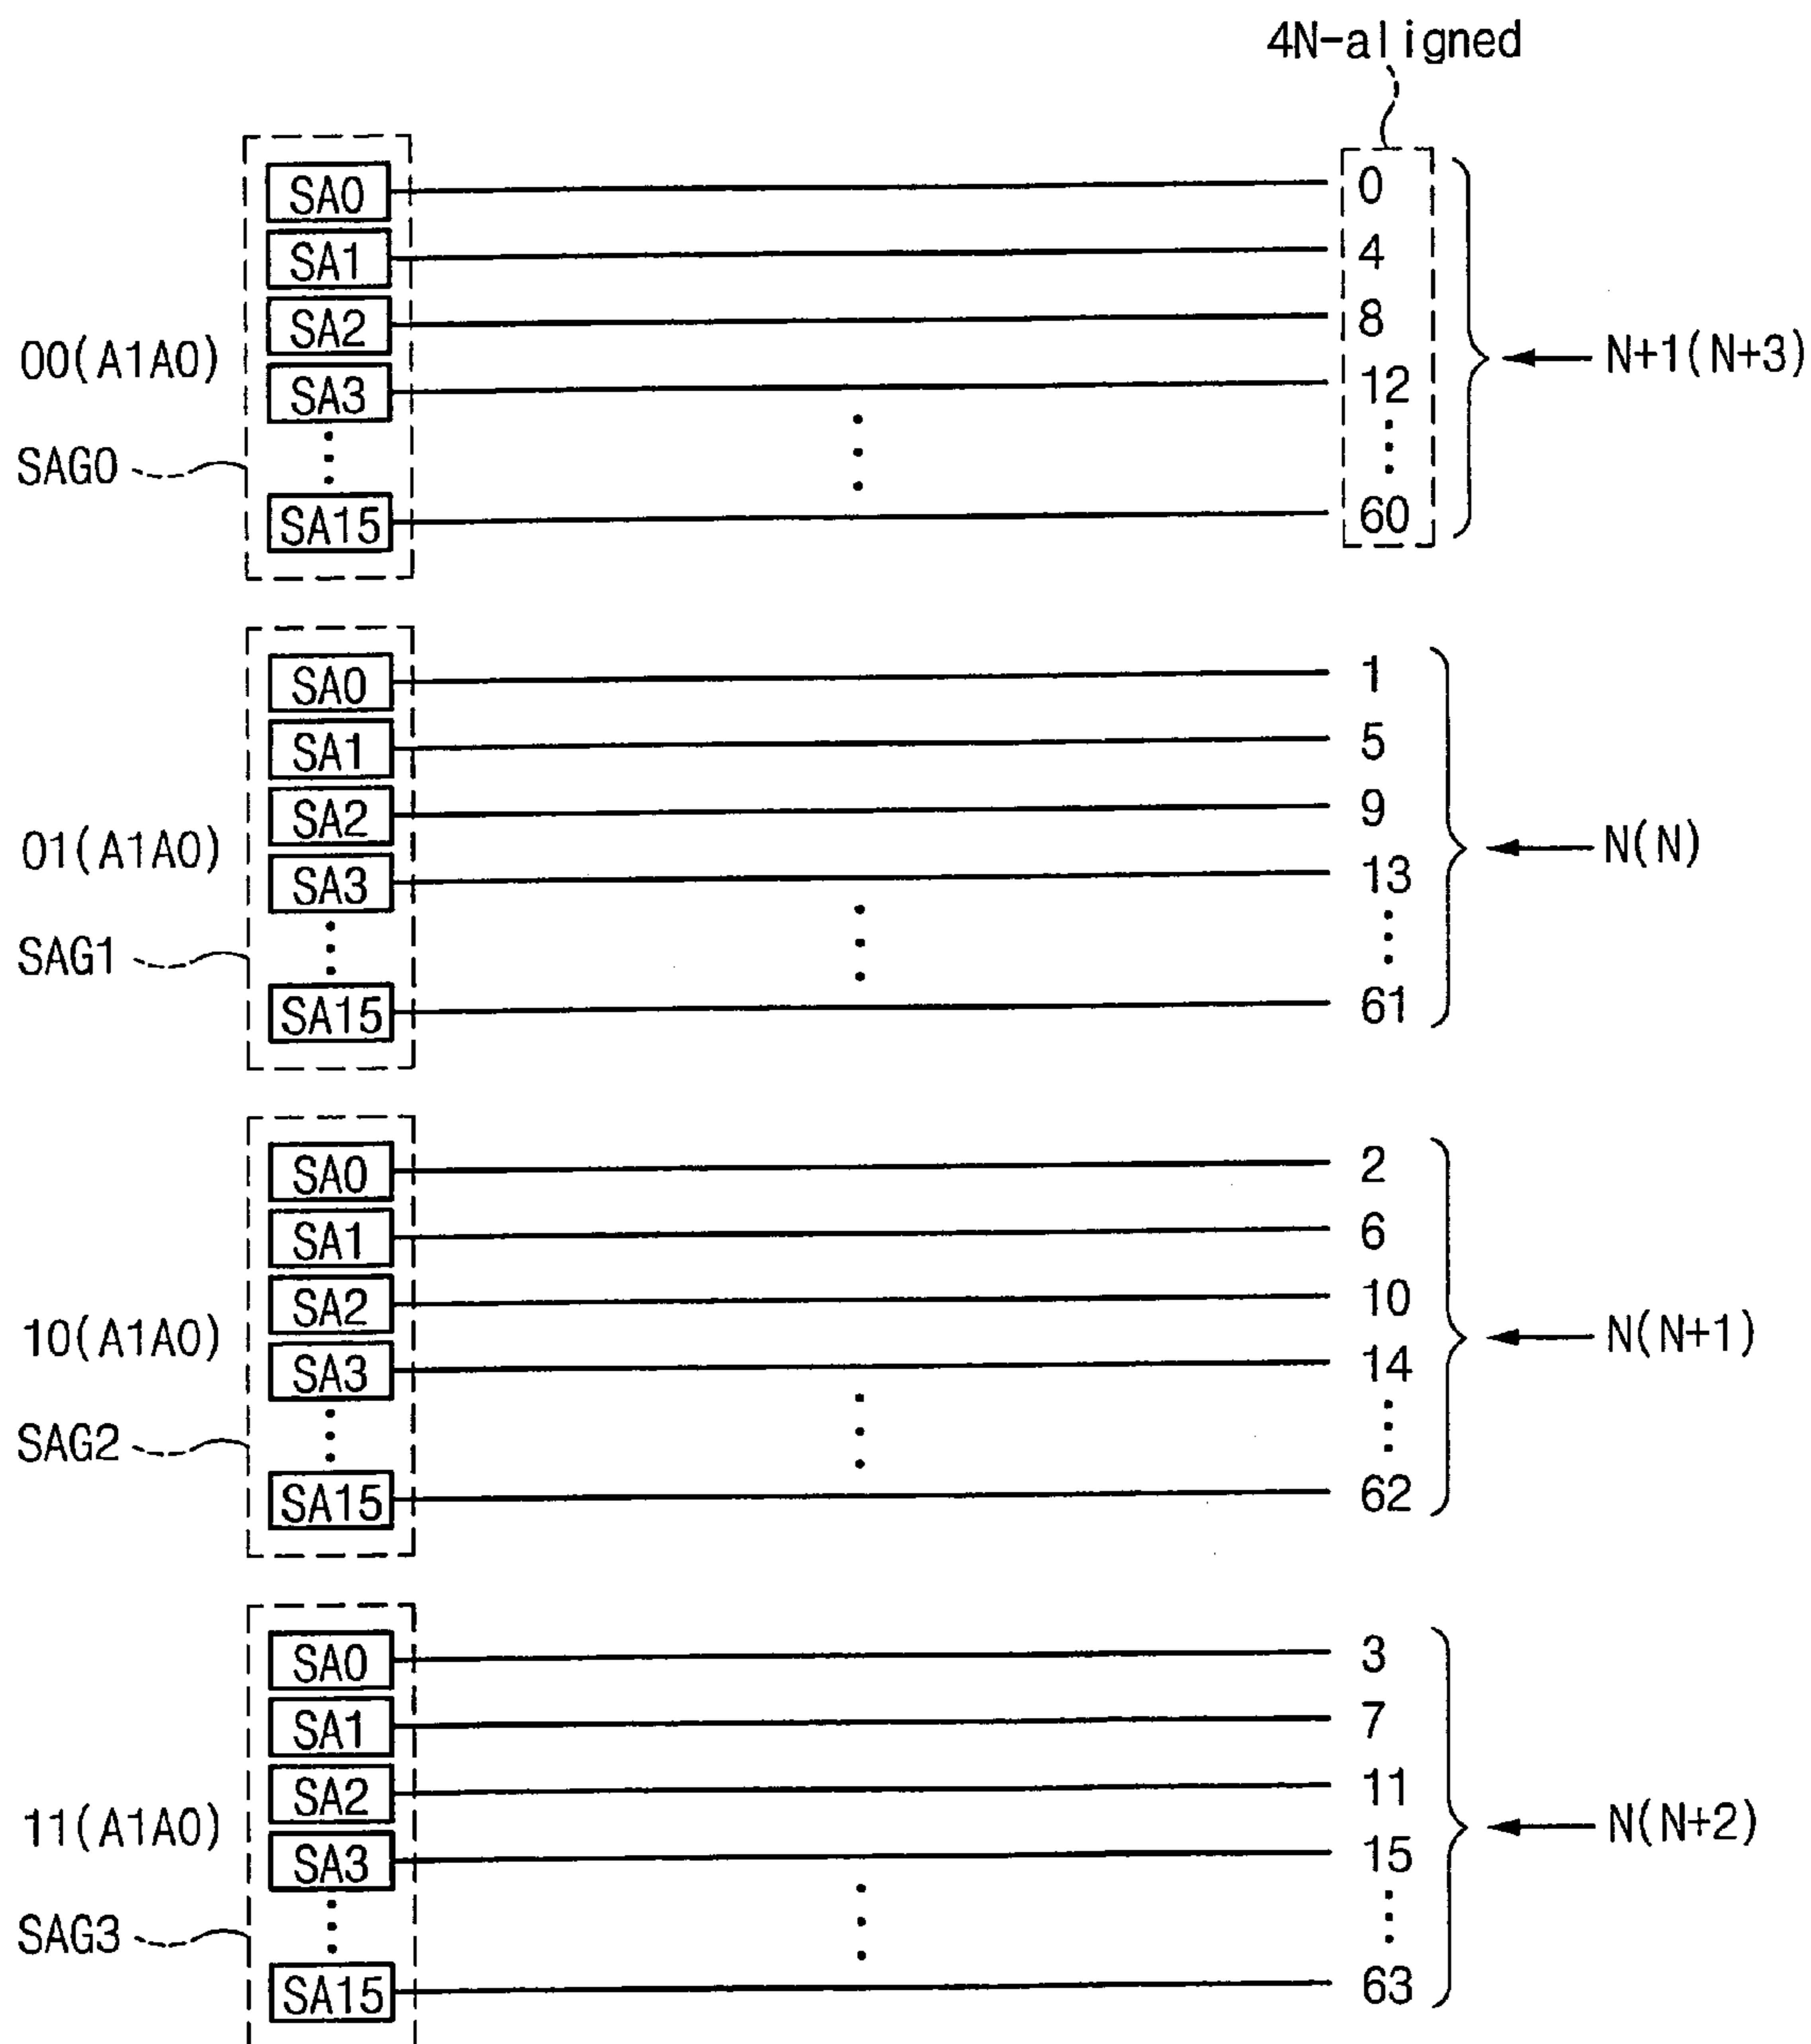 4N-aligned
SA0 0
SA1 4
SA2 8
00(A1A0) N+1(N+3)
SA3 12
SAG0
SA15 60
SA0 1
SA1 5
SA2 9
01(A1A0) N(N)
SA3 13
SAG1
SA15 61
SA0 2
SA1 6
SA2 10
10(A1A0) N(N+1)
SA3 14
SAG2
SA15 62
SA0 3
SA1 7
SA2 11
11(A1A0) N(N+2)
SA3 15
SAG3
SA15 63